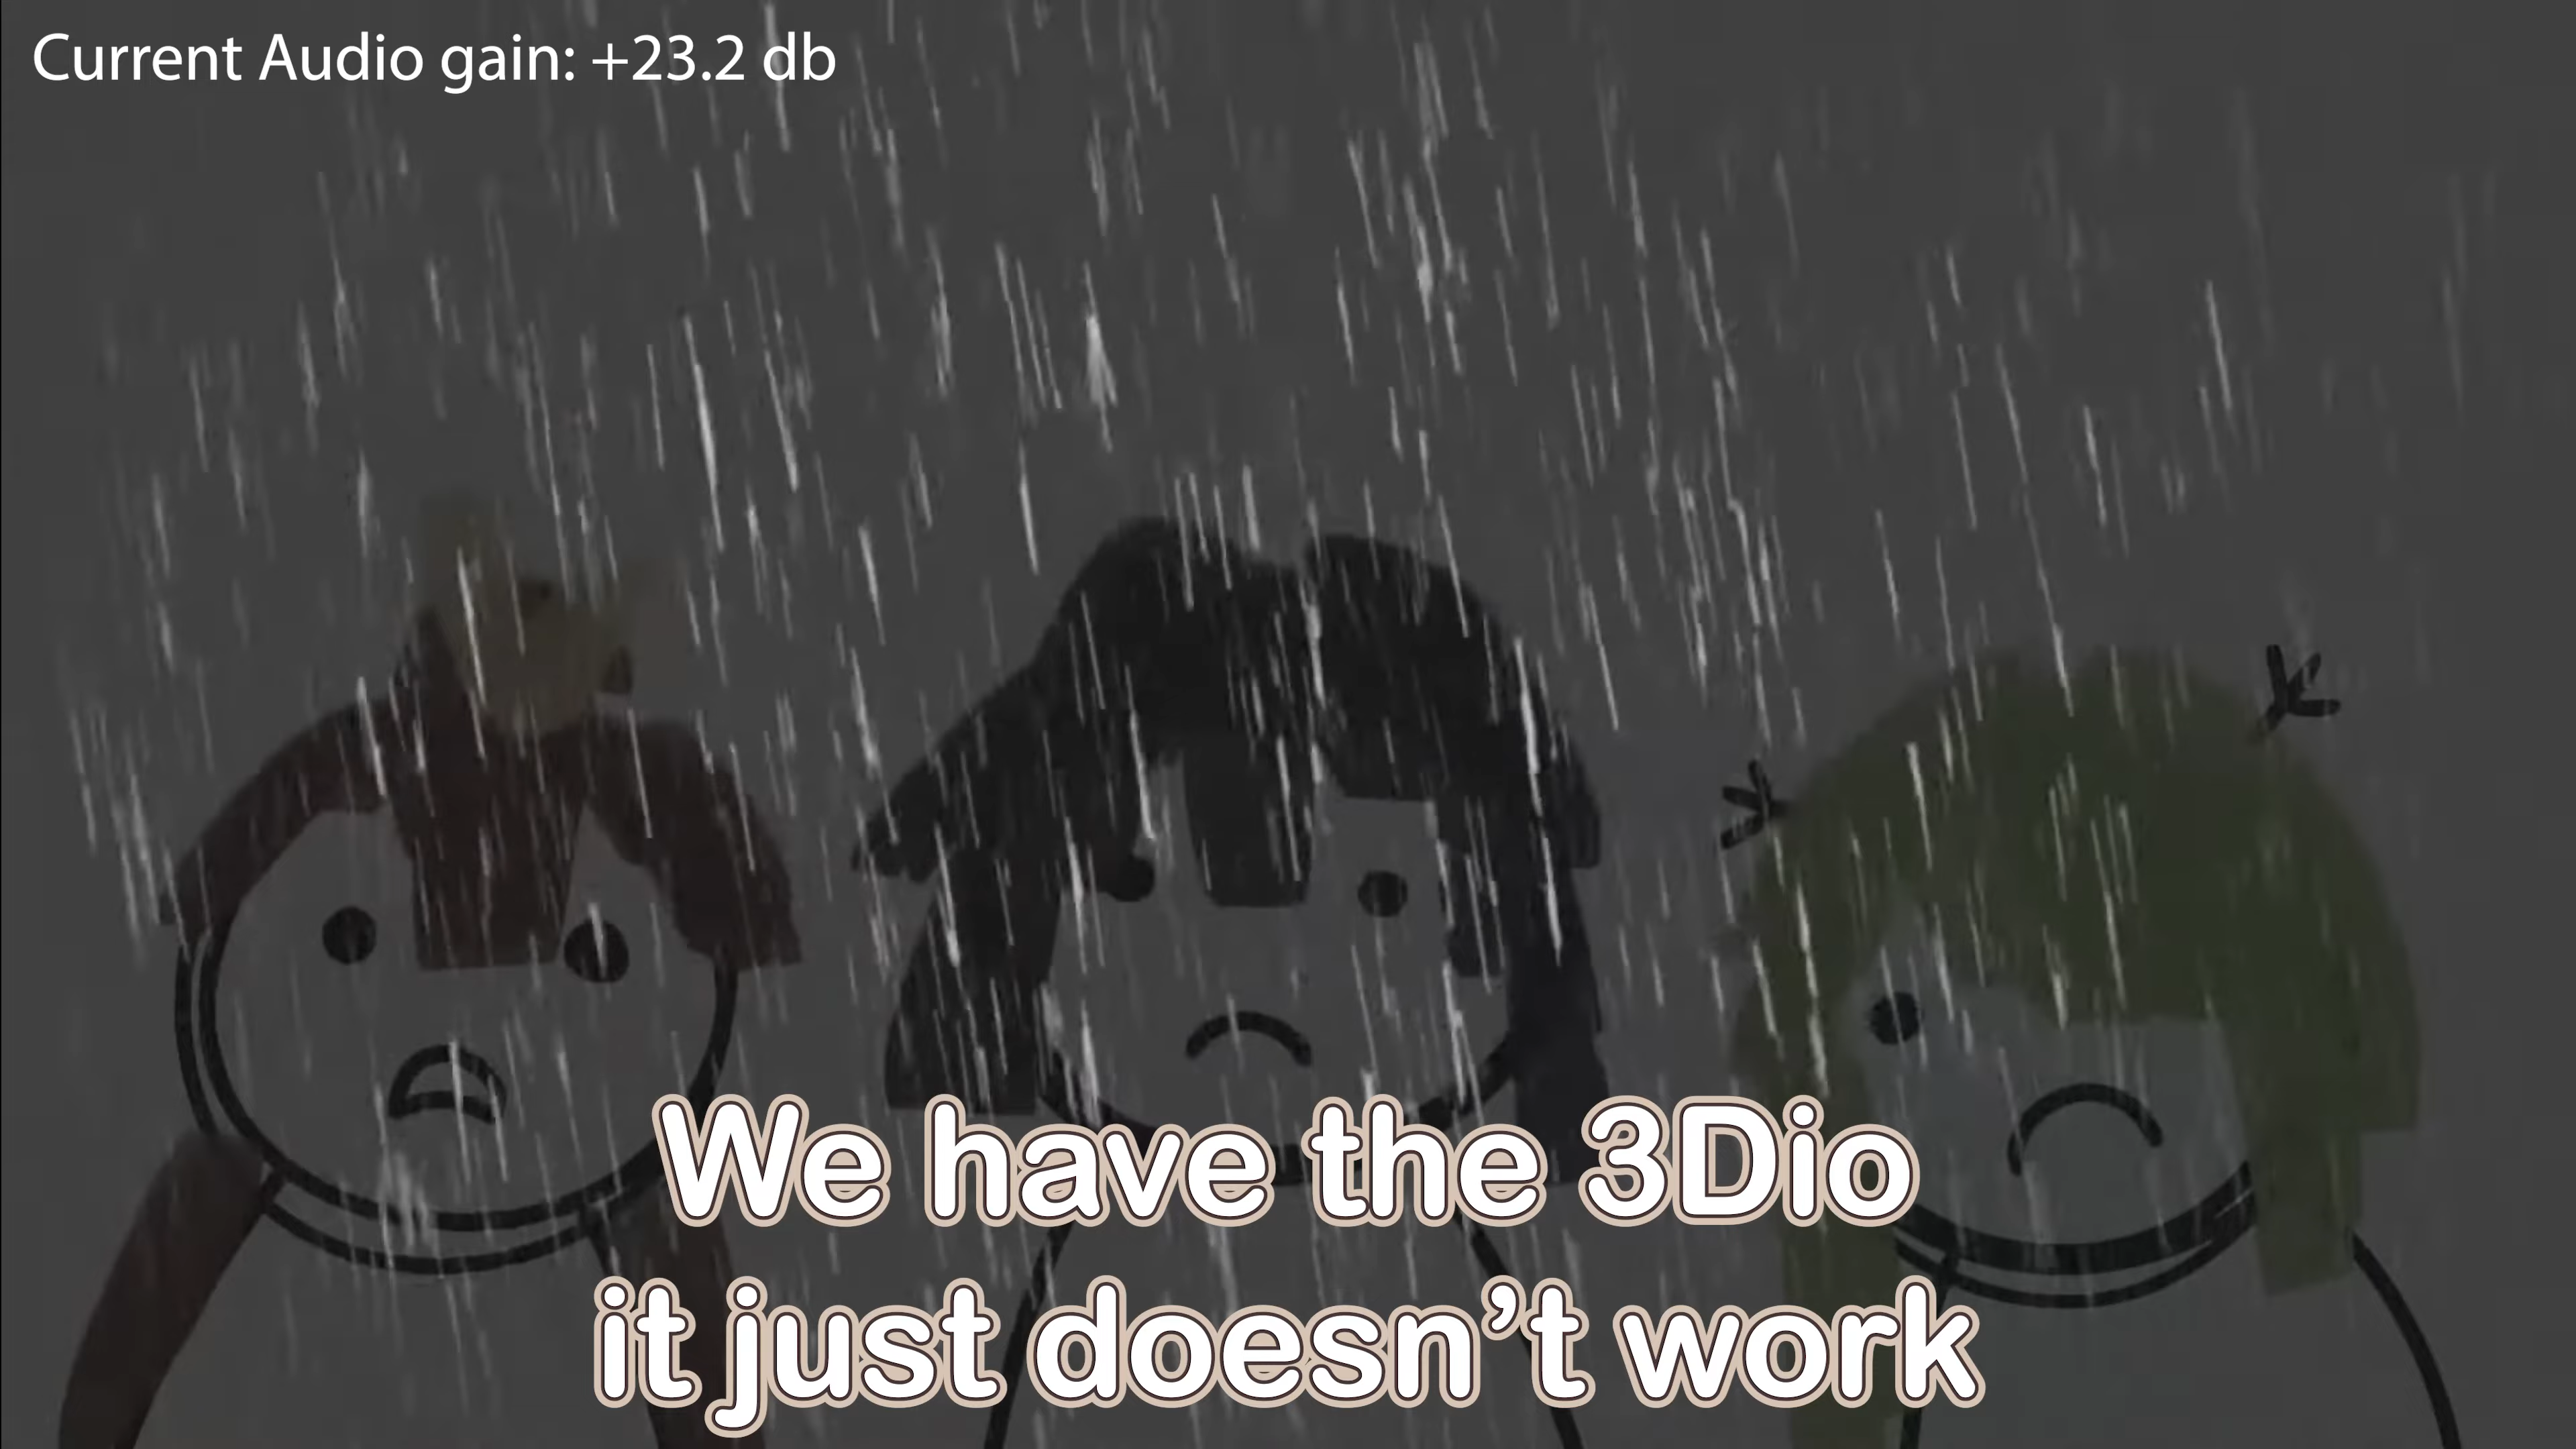 Current Audio gain: +23.2 db
We have the 3Dio
it just doesn’t work